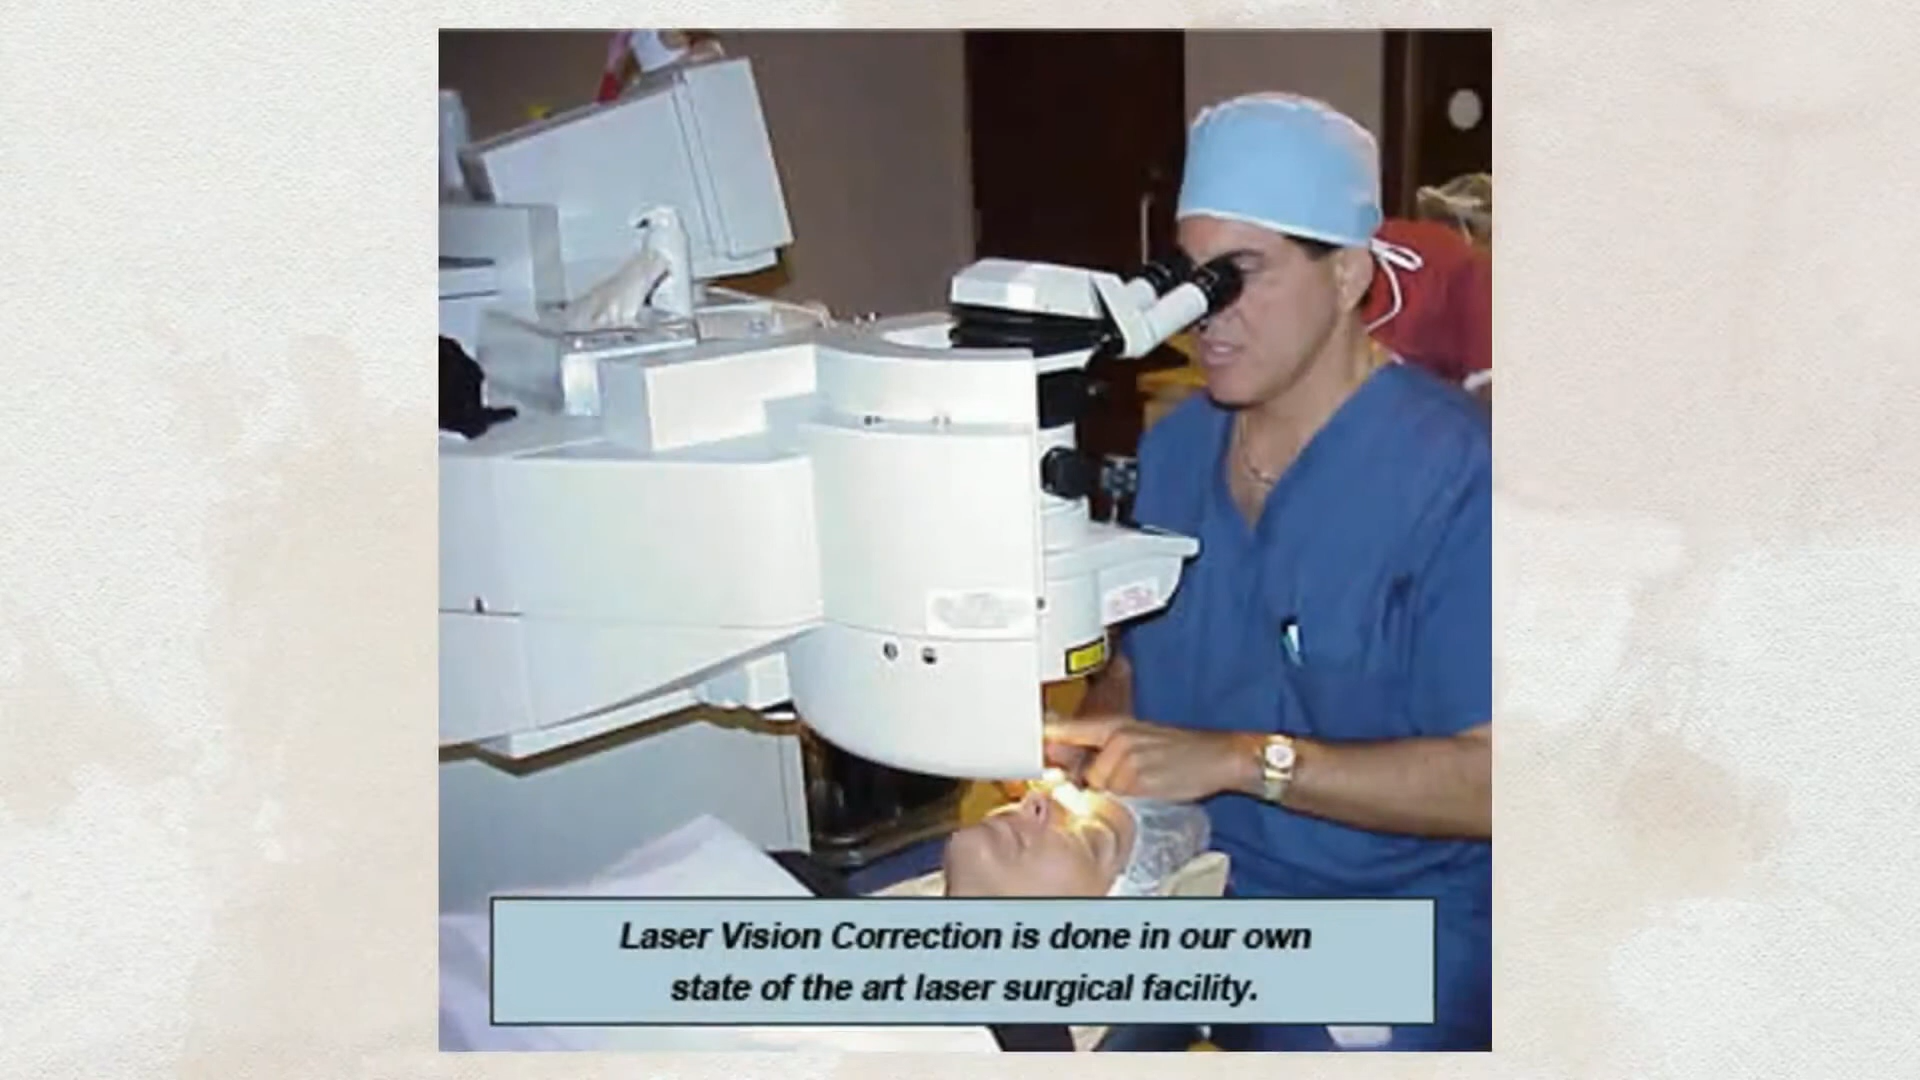 Laser Vision Correction is done in our own
state of the art laser surgical facility.